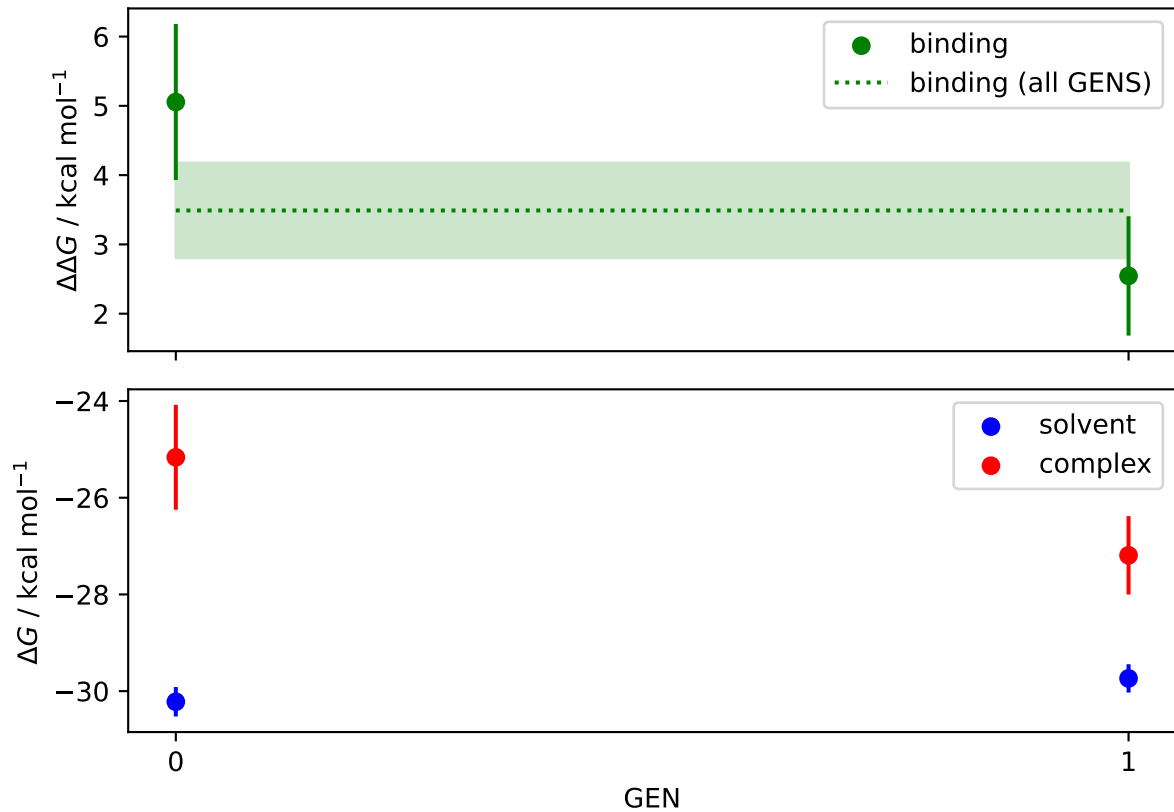 6
5
4
3
2
ΔΔG / kcal mol⁻¹
binding
binding (all GENS)
−24
−26
−28
−30
ΔG / kcal mol⁻¹
solvent
complex
0
1
GEN